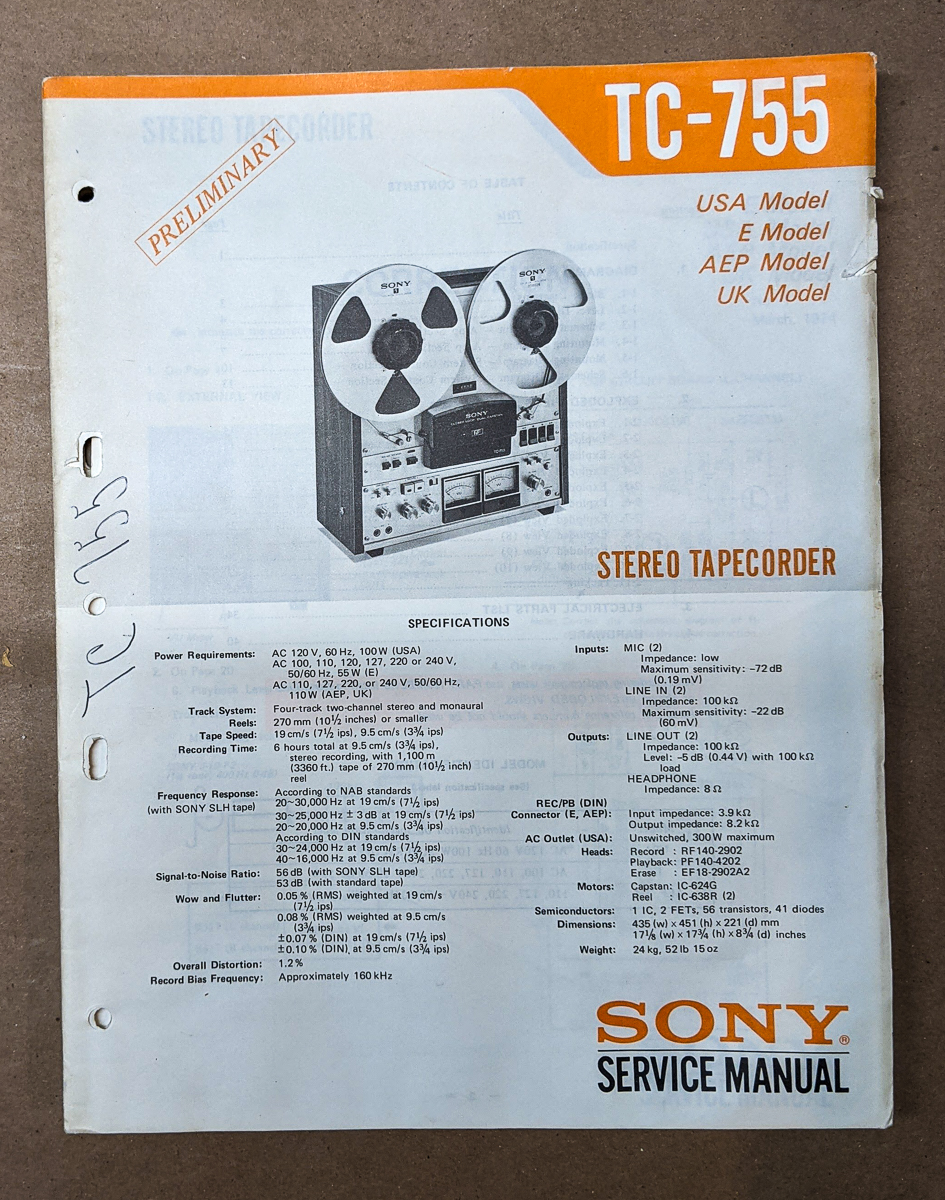 TC-755
PRELIMINARY
USA Model
E Model
AEP Model
UK Model
SONY
SONY
SONY
TC-755
STEREO TAPECORDER
SPECIFICATIONS
Power Requirements: AC 120 V, 60 Hz, 100 W (USA)
AC 100, 110, 120, 127, 220 or 240 V,
50/60 Hz, 55 W (E)
AC 110, 127, 220, or 240 V, 50/60 Hz,
110 W (AEP, UK)
Track System: Four-track two-channel stereo and monaural
Reels: 270 mm (10½ inches) or smaller
Tape Speed: 19 cm/s (7½ ips), 9.5 cm/s (3¾ ips)
Recording Time: 6 hours total at 9.5 cm/s (3¾ ips),
stereo recording, with 1,100 m
(3360 ft.) tape of 270 mm (10½ inch)
reel
Frequency Response: According to NAB standards
(with SONY SLH tape) 20~30,000 Hz at 19 cm/s (7½ ips)
30~25,000 Hz ± 3 dB at 19 cm/s (7½ ips)
20~20,000 Hz at 9.5 cm/s (3¾ ips)
According to DIN standards
30~24,000 Hz at 19 cm/s (7½ ips)
40~16,000 Hz at 9.5 cm/s (3¾ ips)
Signal-to-Noise Ratio: 56 dB (with SONY SLH tape)
53 dB (with standard tape)
Wow and Flutter: 0.05 % (RMS) weighted at 19 cm/s
(7½ ips)
0.08 % (RMS) weighted at 9.5 cm/s
(3¾ ips)
±0.07 % (DIN) at 19 cm/s (7½ ips)
±0.10 % (DIN) at 9.5 cm/s (3¾ ips)
Overall Distortion: 1.2 %
Record Bias Frequency: Approximately 160 kHz
Inputs: MIC (2)
Impedance: low
Maximum sensitivity: −72 dB
(0.19 mV)
LINE IN (2)
Impedance: 100 kΩ
Maximum sensitivity: −22 dB
(60 mV)
Outputs: LINE OUT (2)
Impedance: 100 kΩ
Level: −5 dB (0.44 V) with 100 kΩ
load
HEADPHONE
Impedance: 8 Ω
REC/PB (DIN)
Connector (E, AEP): Input impedance: 3.9 kΩ
Output impedance: 8.2 kΩ
AC Outlet (USA): Unswitched, 300 W maximum
Heads: Record : RF140-2902
Playback: PF140-4202
Erase : EF18-2902A2
Motors: Capstan: IC-624G
Reel : IC-638R (2)
Semiconductors: 1 IC, 2 FETs, 56 transistors, 41 diodes
Dimensions: 435 (w) x 451 (h) x 221 (d) mm
17⅛ (w) x 17¾ (h) x 8¾ (d) inches
Weight: 24 kg, 52 lb 15 oz
SONY®
SERVICE MANUAL
TC-755